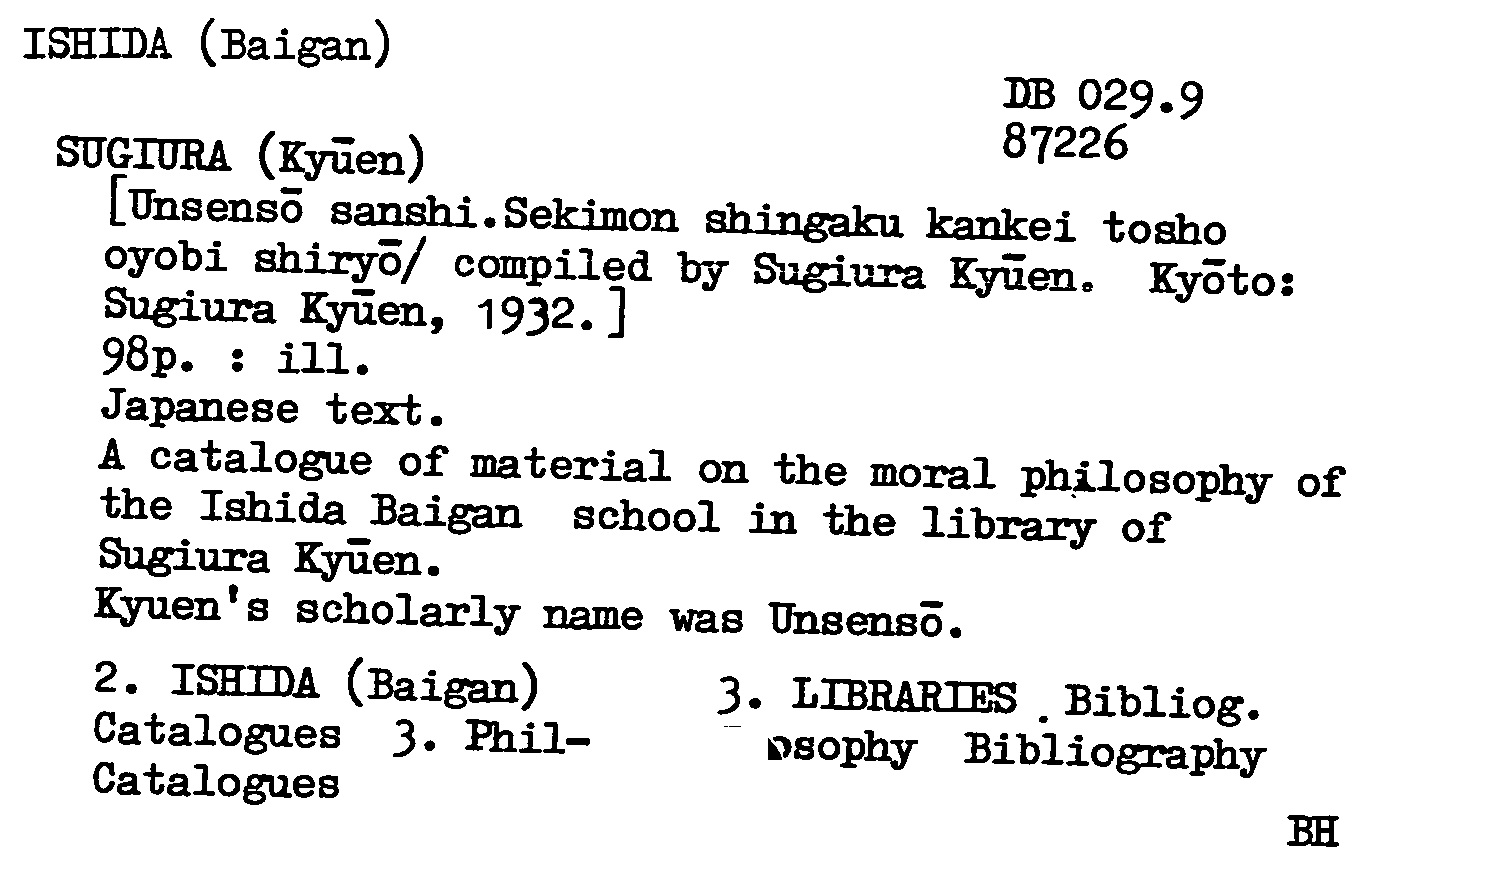 ISHIDA (Baigan)
DB 029.9
87226
SUGIURA (Kyūen)
[Unsensō sanshi.Sekimon shingaku kankei tosho
oyobi shiryō/ compiled by Sugiura Kyūen. Kyōto:
Sugiura Kyūen, 1932.]
98p. : ill.
Japanese text.
A catalogue of material on the moral philosophy of
the Ishida Baigan school in the library of
Sugiura Kyūen.
Kyuen's scholarly name was Unsensō.
2. ISHIDA (Baigan) 3. LIBRARIES . Bibliog.
Catalogues 3. Phil- osophy Bibliography
Catalogues
BH